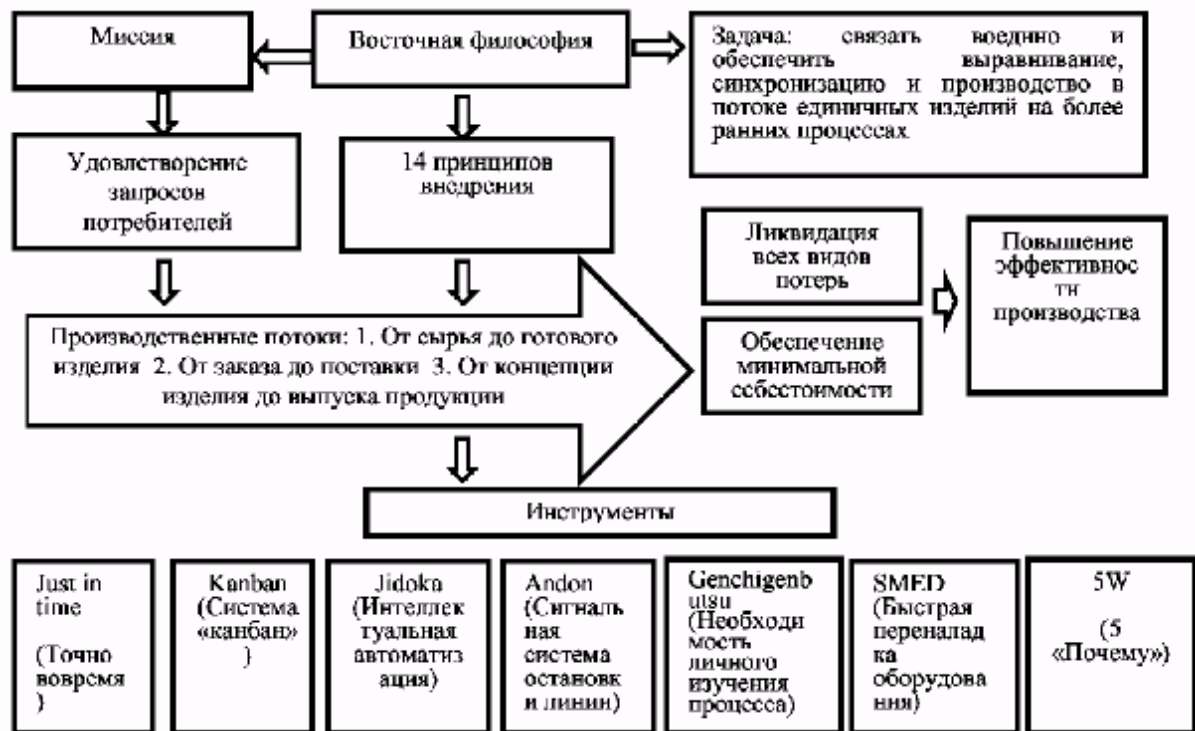 Миссия
Восточная философия
Задача: связать воедино и
обеспечить выравнивание,
синхронизацию и производство в
потоке единичных изделий на более
ранних процессах
Удовлетворение
запросов
потребителей
14 принципов
внедрения
Ликвидация
всех видов
потерь
Повышение
эффективнос
ти
производства
Производственные потоки: 1. От сырья до готового
изделия 2. От заказа до поставки 3. От концепции
изделия до выпуска продукции
Обеспечение
минимальной
себестоимости
Инструменты
Just in
time
(Точно
вовремя
)
Kanban
(Система
«канбан»
)
Jidoka
(Интеллек
туальная
автоматиз
ация)
Andon
(Сигналь
ная
система
остановк
и линии)
Genchigenb
utsu
(Необходи
мость
личного
изучения
процесса)
SMED
(Быстрая
переналад
ка
оборудова
ния)
5W
(5
«Почему»)